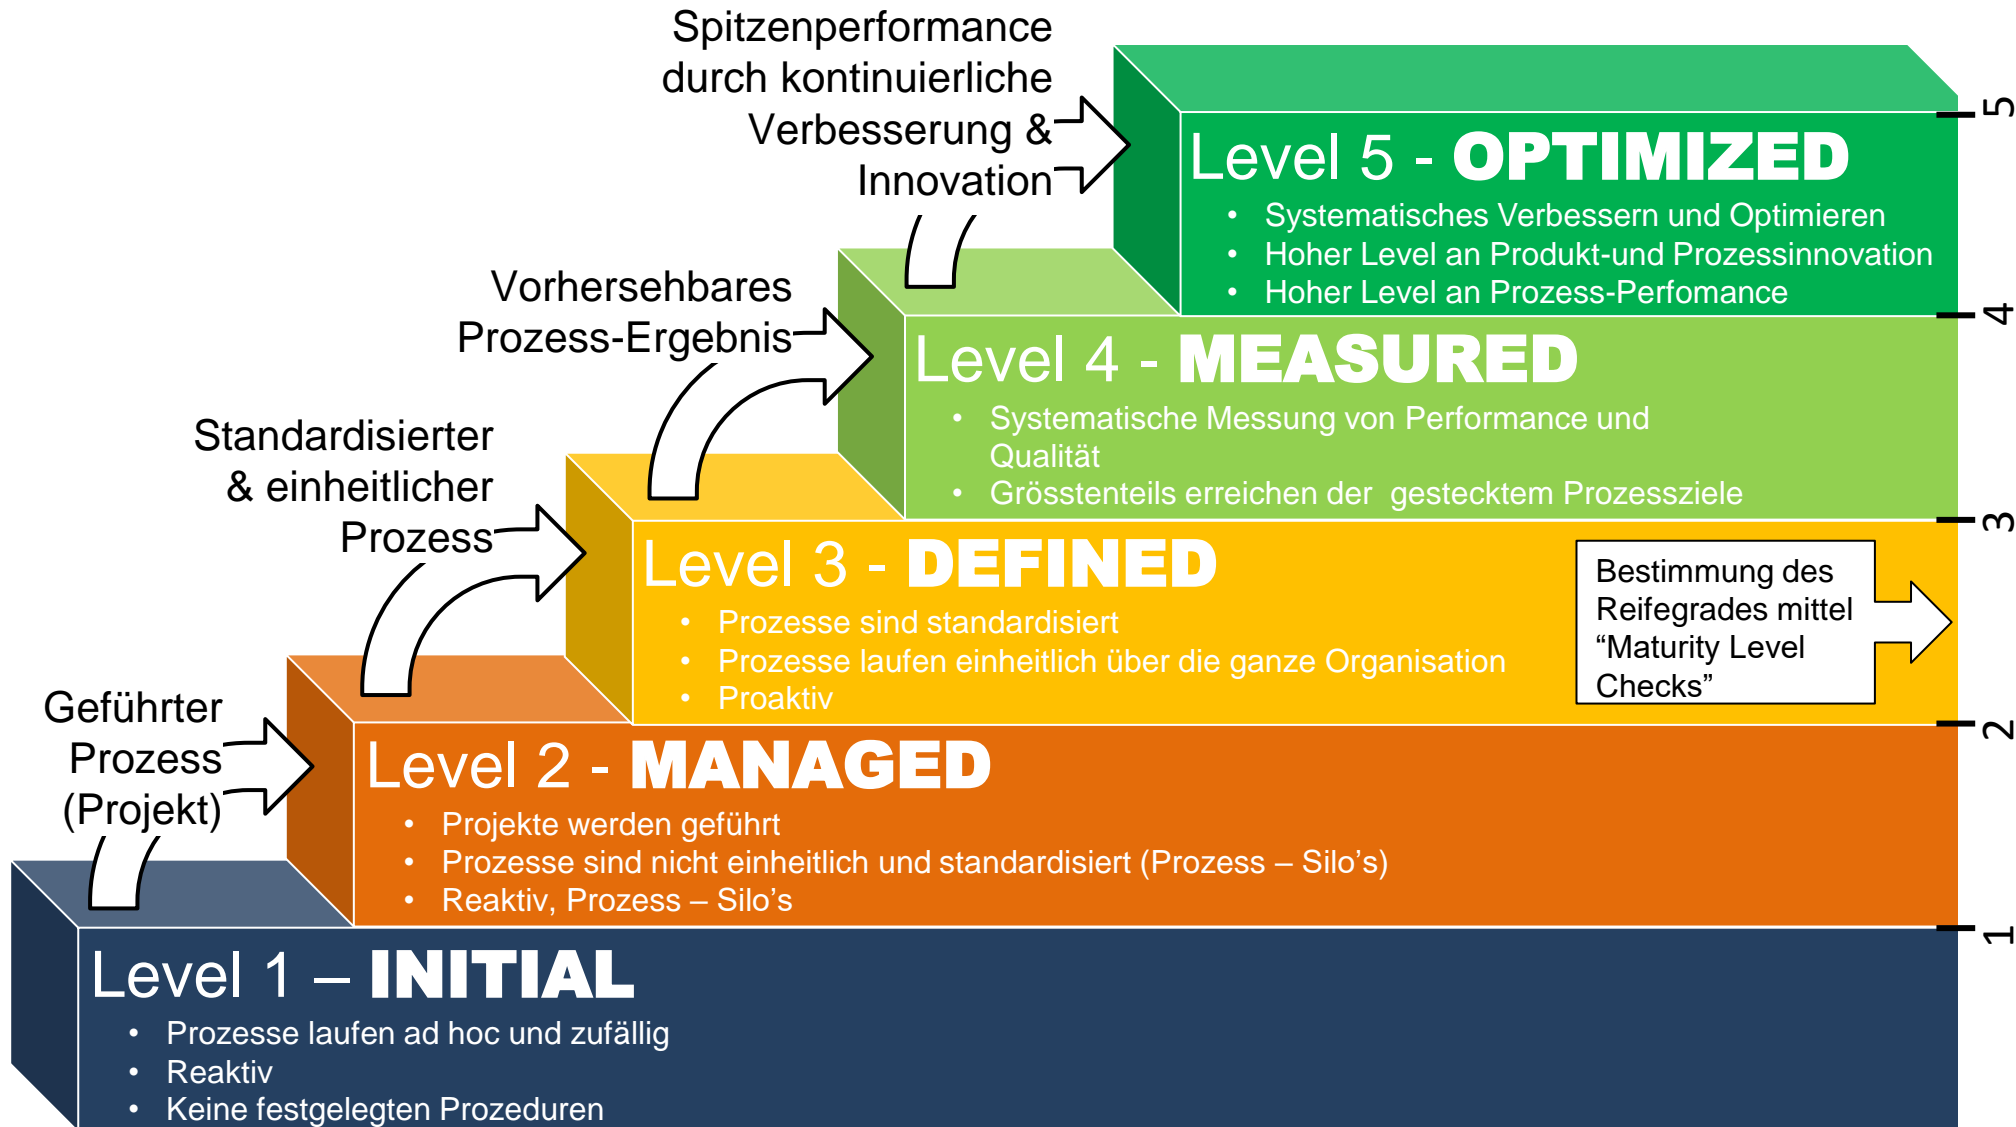 Spitzenperformance
durch kontinuierliche
Verbesserung &
Innovation
5
Level 5 - OPTIMIZED
• Systematisches Verbessern und Optimieren
• Hoher Level an Produkt-und Prozessinnovation
• Hoher Level an Prozess-Perfomance
Vorhersehbares
Prozess-Ergebnis
4
Level 4 - MEASURED
• Systematische Messung von Performance und
Qualität
• Grösstenteils erreichen der  gestecktem Prozessziele
Standardisierter
& einheitlicher
Prozess
3
Level 3 - DEFINED
• Prozesse sind standardisiert
• Prozesse laufen einheitlich über die ganze Organisation
• Proaktiv
Bestimmung des
Reifegrades mittel
“Maturity Level
Checks”
Geführter
Prozess
(Projekt)
2
Level 2 - MANAGED
• Projekte werden geführt
• Prozesse sind nicht einheitlich und standardisiert (Prozess – Silo’s)
• Reaktiv, Prozess – Silo’s
1
Level 1 – INITIAL
• Prozesse laufen ad hoc und zufällig
• Reaktiv
• Keine festgelegten Prozeduren